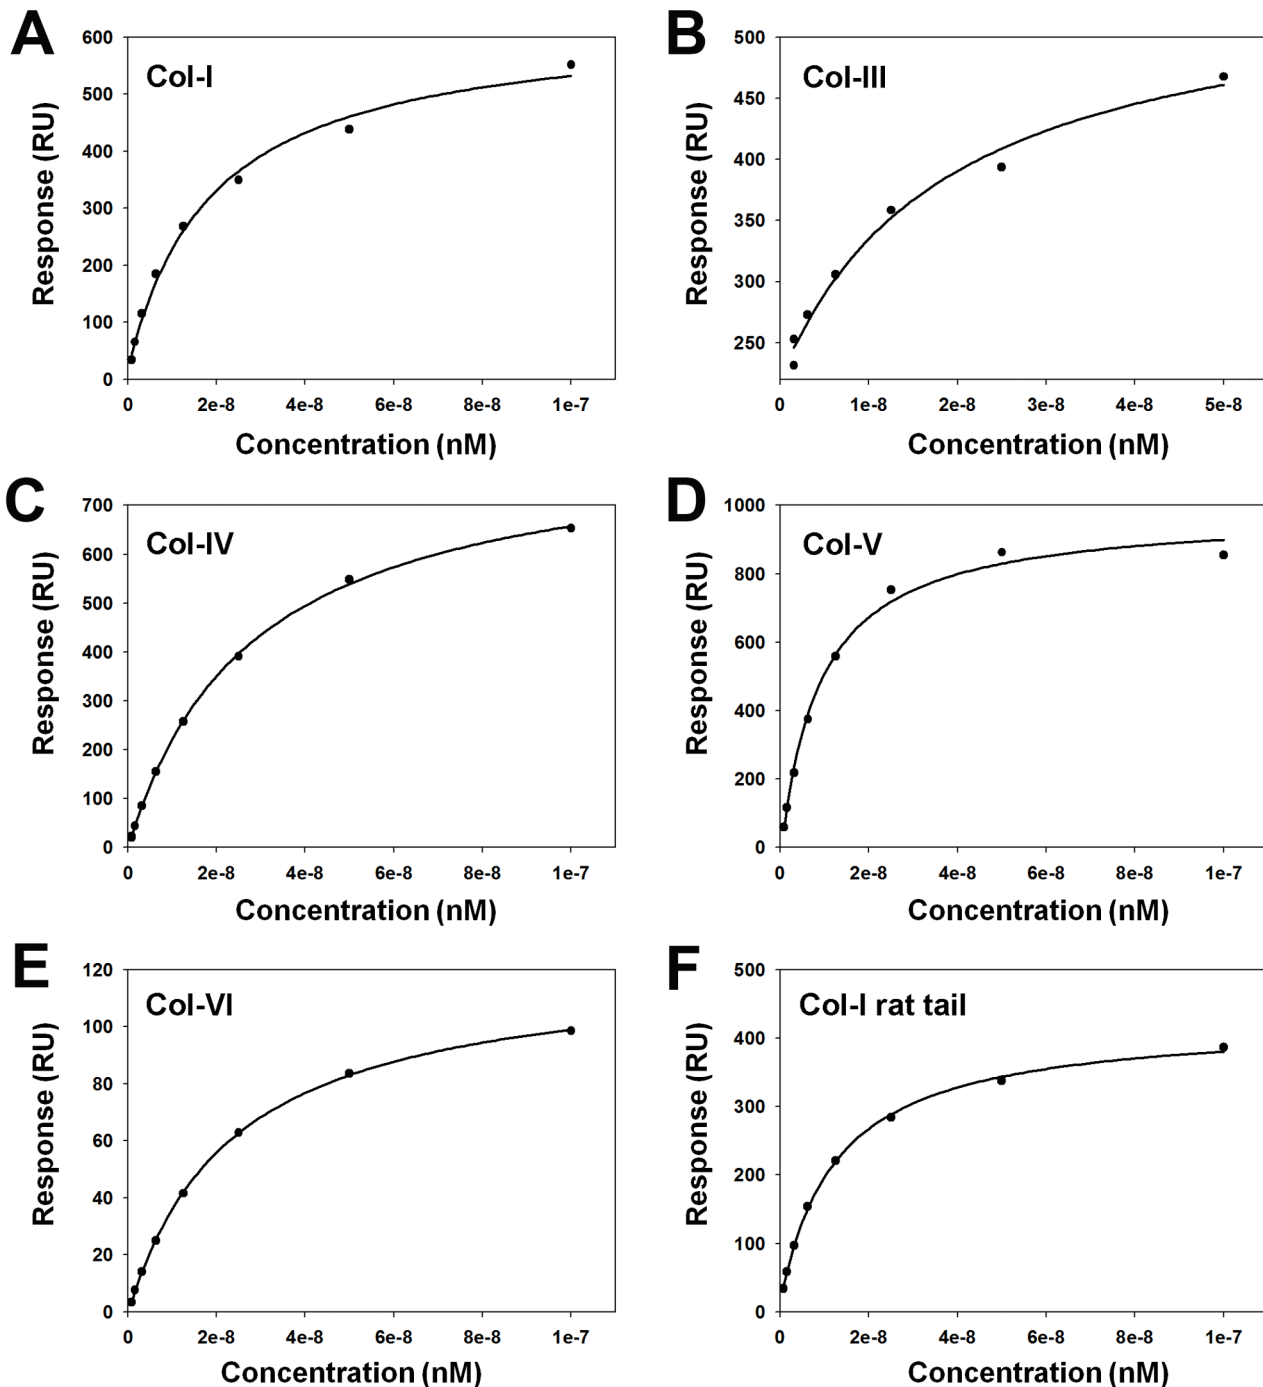 A
B
600
500
400
300
200
100
0
Col-I
Response (RU)
0 2e-8 4e-8 6e-8 8e-8 1e-7
Concentration (nM)
500
450
400
350
300
250
Col-III
Response (RU)
0 1e-8 2e-8 3e-8 4e-8 5e-8
Concentration (nM)
C
D
700
600
500
400
300
200
100
0
Col-IV
Response (RU)
0 2e-8 4e-8 6e-8 8e-8 1e-7
Concentration (nM)
1000
800
600
400
200
0
Col-V
Response (RU)
0 2e-8 4e-8 6e-8 8e-8 1e-7
Concentration (nM)
E
F
120
100
80
60
40
20
0
Col-VI
Response (RU)
0 2e-8 4e-8 6e-8 8e-8 1e-7
Concentration (nM)
500
400
300
200
100
0
Col-I rat tail
Response (RU)
0 2e-8 4e-8 6e-8 8e-8 1e-7
Concentration (nM)